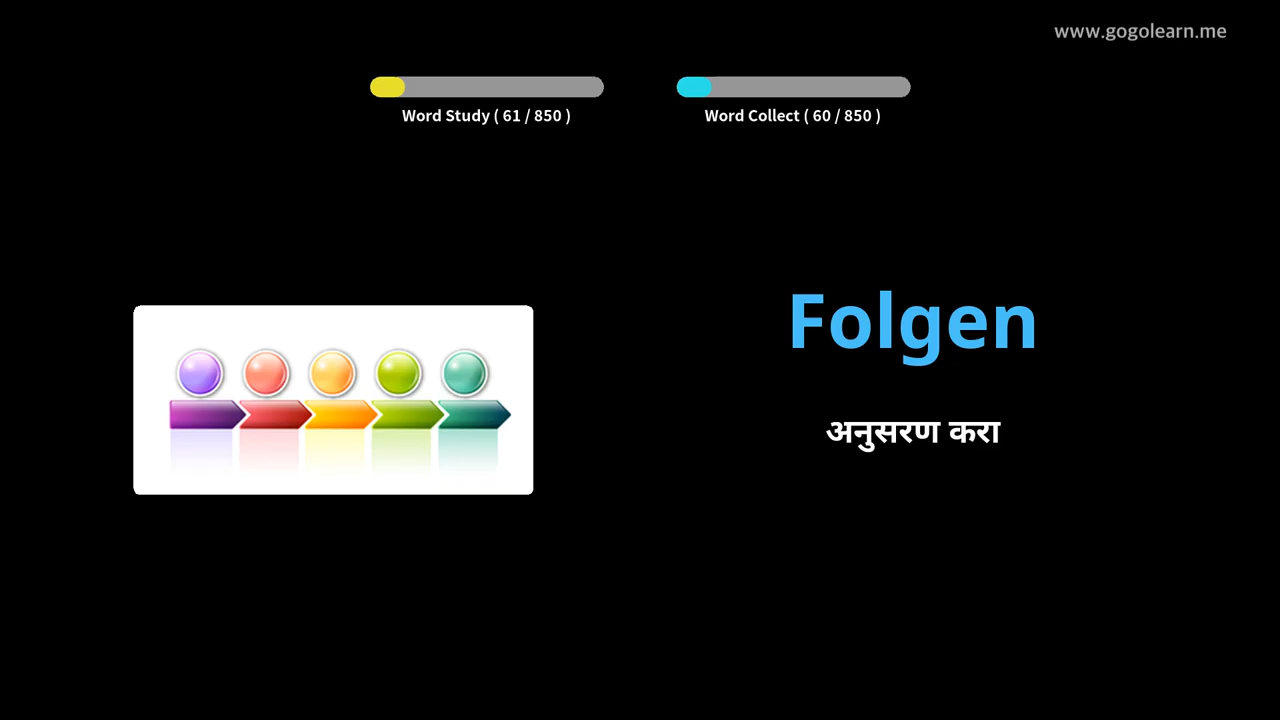 www.gogolearn.me
Word Study ( 61 / 850 )
Word Collect ( 60 / 850 )
Folgen
अनुसरण करा